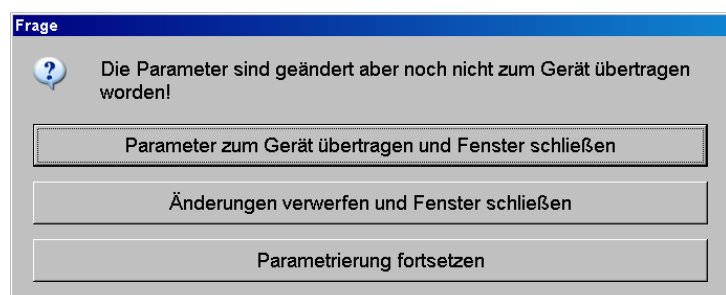 Frage
Die Parameter sind geändert aber noch nicht zum Gerät übertragen
worden!
Parameter zum Gerät übertragen und Fenster schließen
Änderungen verwerfen und Fenster schließen
Parametrierung fortsetzen